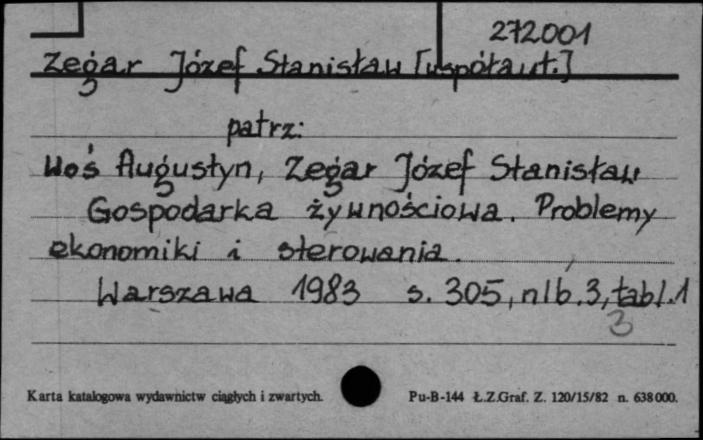 272001
Zegar Józef Stanisław [współaut.]
patrz:
Woś Augustyn, Zegar Józef Stanisław
Gospodarka żywnościowa. Problemy
ekonomiki i sterowania.
Warszawa 1983 s. 305, nlb. 3, tabl. 1
3
Karta katalogowa wydawnictw ciągłych i zwartych. Pu-B-144 Ł.Z.Graf. Z. 120/15/82 n. 638000.